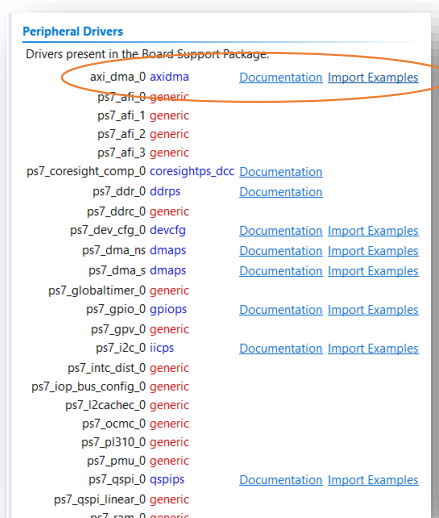 Peripheral Drivers
Drivers present in the Board Support Package.
axi_dma_0 axidma Documentation Import Examples
ps7_afi_0 generic
ps7_afi_1 generic
ps7_afi_2 generic
ps7_afi_3 generic
ps7_coresight_comp_0 coresightps_dcc Documentation
ps7_ddr_0 ddrps Documentation
ps7_ddrc_0 generic
ps7_dev_cfg_0 devcfg Documentation Import Examples
ps7_dma_ns dmaps Documentation Import Examples
ps7_dma_s dmaps Documentation Import Examples
ps7_globaltimer_0 generic
ps7_gpio_0 gpiops Documentation Import Examples
ps7_gpv_0 generic
ps7_i2c_0 iicps Documentation Import Examples
ps7_intc_dist_0 generic
ps7_iop_bus_config_0 generic
ps7_l2cachec_0 generic
ps7_ocmc_0 generic
ps7_pl310_0 generic
ps7_pmu_0 generic
ps7_qspi_0 qspips Documentation Import Examples
ps7_qspi_linear_0 generic
ps7_ram_0 generic